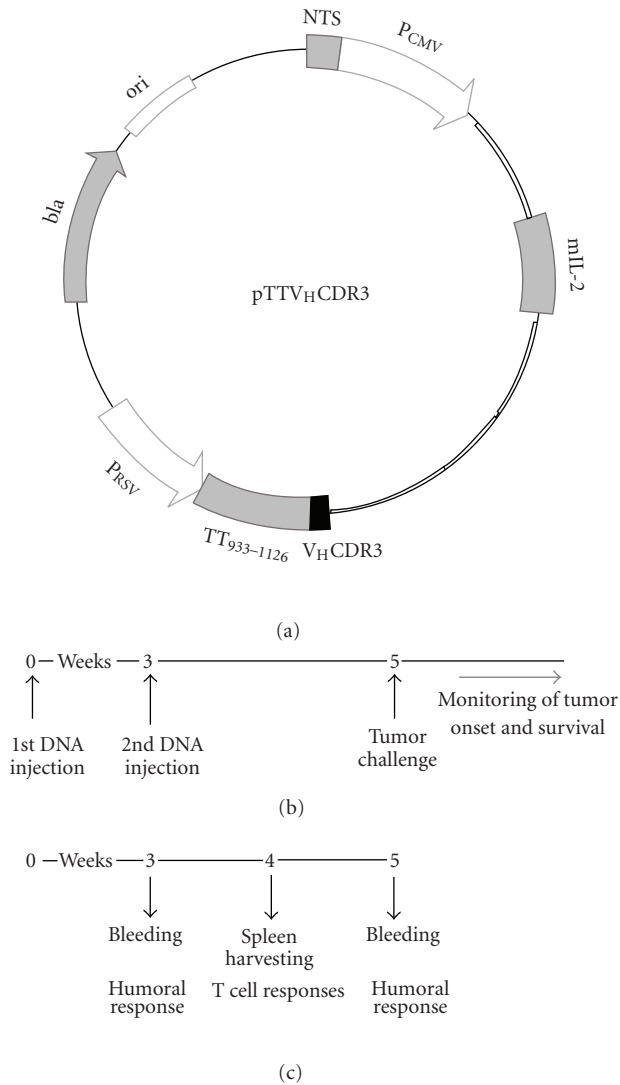 NTS
P_CMV
ori
bla
mIL-2
pTTV_HCDR3
P_RSV
TT_933–1126
V_HCDR3
(a)
0 Weeks 3 5
Monitoring of tumor
onset and survival
1st DNA
injection
2nd DNA
injection
Tumor
challenge
(b)
0 Weeks 3 4 5
Bleeding
Spleen
harvesting
Bleeding
Humoral
response
T cell responses
Humoral
response
(c)